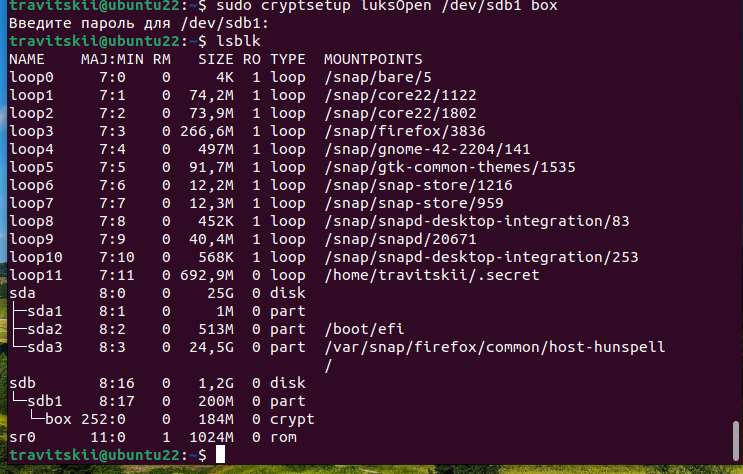 travitskii@ubuntu22:~$ sudo cryptsetup luksOpen /dev/sdb1 box
Введите пароль для /dev/sdb1:
travitskii@ubuntu22:~$ lsblk
NAME    MAJ:MIN RM   SIZE RO TYPE  MOUNTPOINTS
loop0     7:0    0     4K  1 loop  /snap/bare/5
loop1     7:1    0  74,2M  1 loop  /snap/core22/1122
loop2     7:2    0  73,9M  1 loop  /snap/core22/1802
loop3     7:3    0 266,6M  1 loop  /snap/firefox/3836
loop4     7:4    0   497M  1 loop  /snap/gnome-42-2204/141
loop5     7:5    0  91,7M  1 loop  /snap/gtk-common-themes/1535
loop6     7:6    0  12,2M  1 loop  /snap/snap-store/1216
loop7     7:7    0  12,3M  1 loop  /snap/snap-store/959
loop8     7:8    0   452K  1 loop  /snap/snapd-desktop-integration/83
loop9     7:9    0  40,4M  1 loop  /snap/snapd/20671
loop10    7:10   0   568K  1 loop  /snap/snapd-desktop-integration/253
loop11    7:11   0 692,9M  0 loop  /home/travitskii/.secret
sda       8:0    0    25G  0 disk
├─sda1    8:1    0     1M  0 part
├─sda2    8:2    0   513M  0 part  /boot/efi
└─sda3    8:3    0  24,5G  0 part  /var/snap/firefox/common/host-hunspell
                                   /
sdb       8:16   0   1,2G  0 disk
└─sdb1    8:17   0   200M  0 part
  └─box 252:0    0   184M  0 crypt
sr0      11:0    1  1024M  0 rom
travitskii@ubuntu22:~$